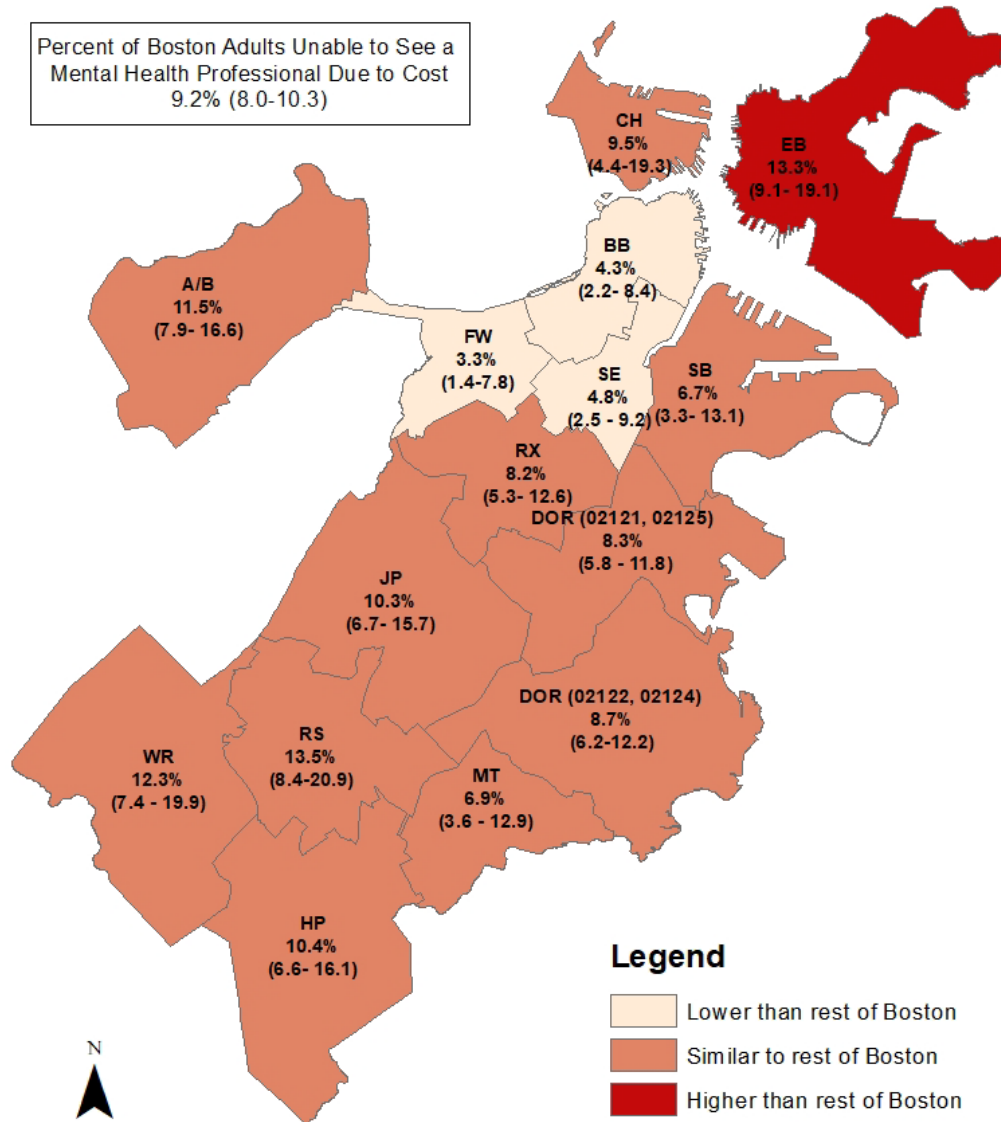 Percent of Boston Adults Unable to See a
Mental Health Professional Due to Cost
9.2% (8.0-10.3)
CH
9.5%
(4.4-19.3)
EB
13.3%
(9.1- 19.1)
BB
4.3%
(2.2- 8.4)
A/B
11.5%
(7.9- 16.6)
FW
3.3%
(1.4-7.8)
SE
4.8%
(2.5 - 9.2)
SB
6.7%
(3.3- 13.1)
RX
8.2%
(5.3- 12.6)
DOR (02121, 02125)
8.3%
(5.8 - 11.8)
JP
10.3%
(6.7- 15.7)
DOR (02122, 02124)
8.7%
(6.2-12.2)
RS
13.5%
(8.4-20.9)
WR
12.3%
(7.4 - 19.9)
MT
6.9%
(3.6 - 12.9)
HP
10.4%
(6.6- 16.1)
Legend
Lower than rest of Boston
Similar to rest of Boston
Higher than rest of Boston
N